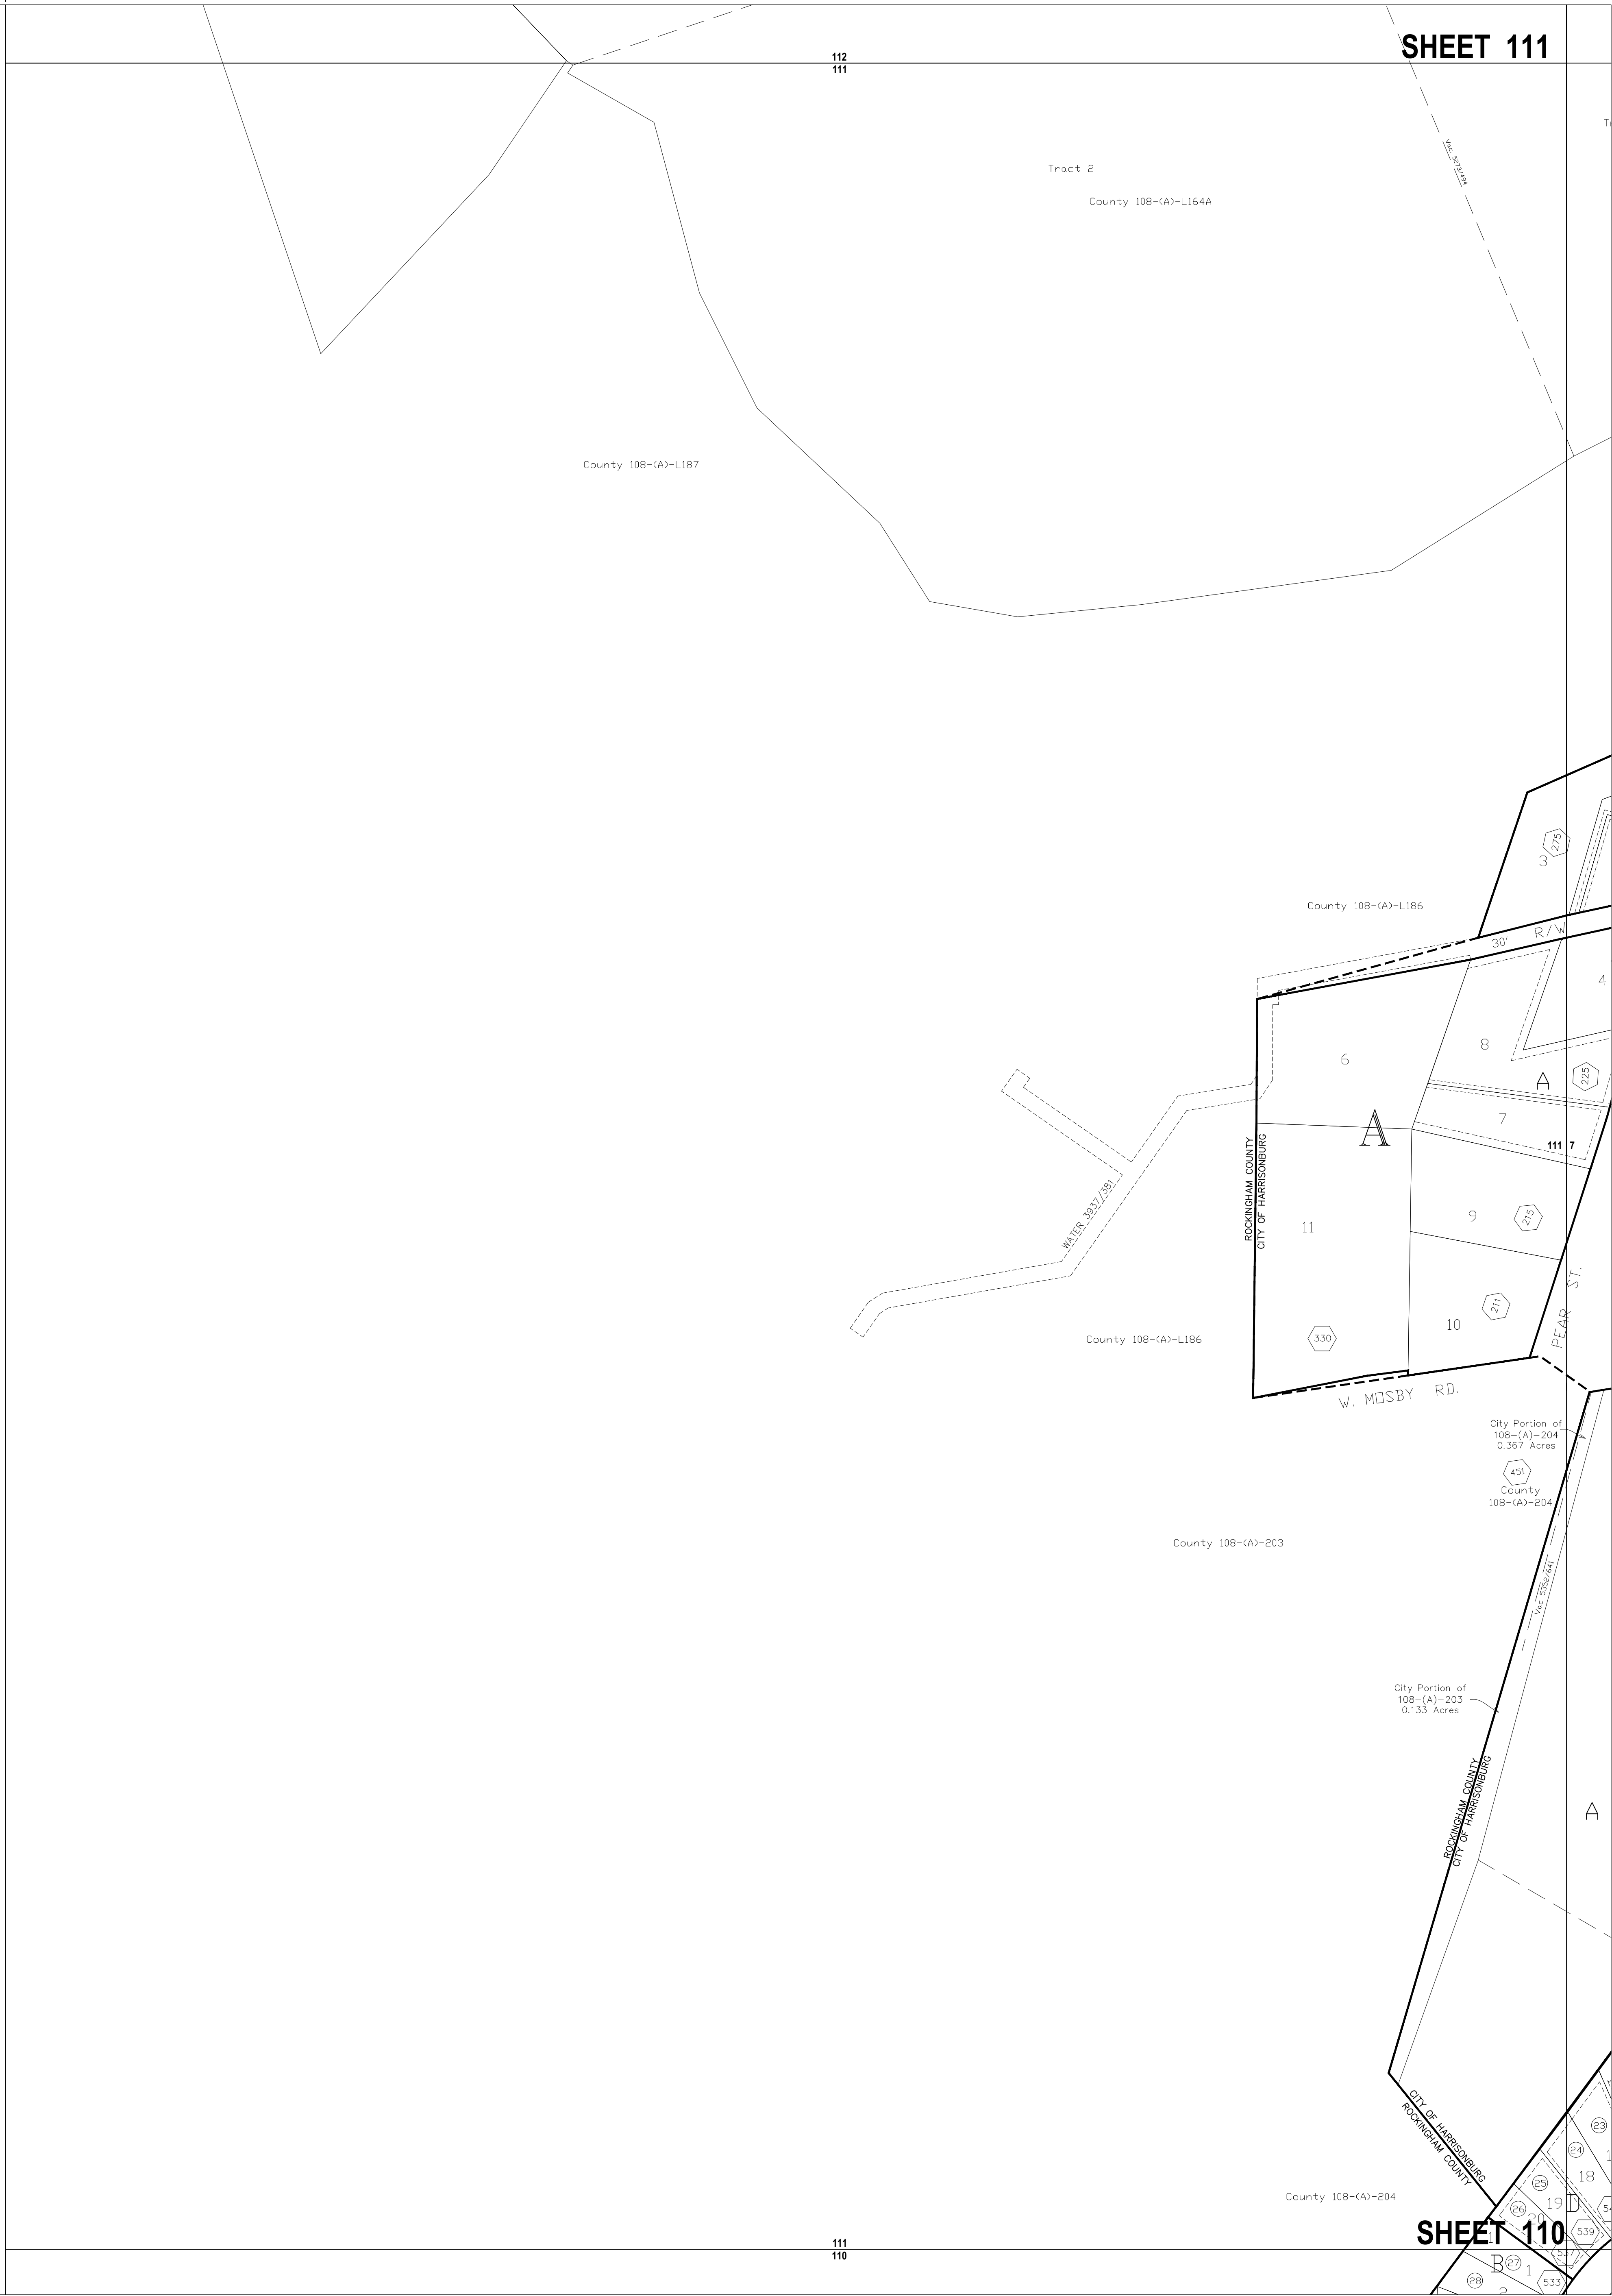 SHEET 111
112
111
Vac. 5273/494
Tract 2
County 108-(A)-L164A
County 108-(A)-L187
275
3
County 108-(A)-L186
30' R/W
4
8
6
A
225
A
7
111 7
ROCKINGHAM COUNTY
CITY OF HARRISONBURG
WATER 3937/381
9
215
11
PEAR ST.
211
10
330
County 108-(A)-L186
W. MOSBY RD.
City Portion of
108-(A)-204
0.367 Acres
451
County
108-(A)-204
County 108-(A)-203
Vac 5352/641
City Portion of
108-(A)-203
0.133 Acres
ROCKINGHAM COUNTY
CITY OF HARRISONBURG
A
CITY OF HARRISONBURG
ROCKINGHAM COUNTY
23
24
18
25
19
D
County 108-(A)-204
26
20
539
SHEET 110
111
110
537
B
27
1
28
533